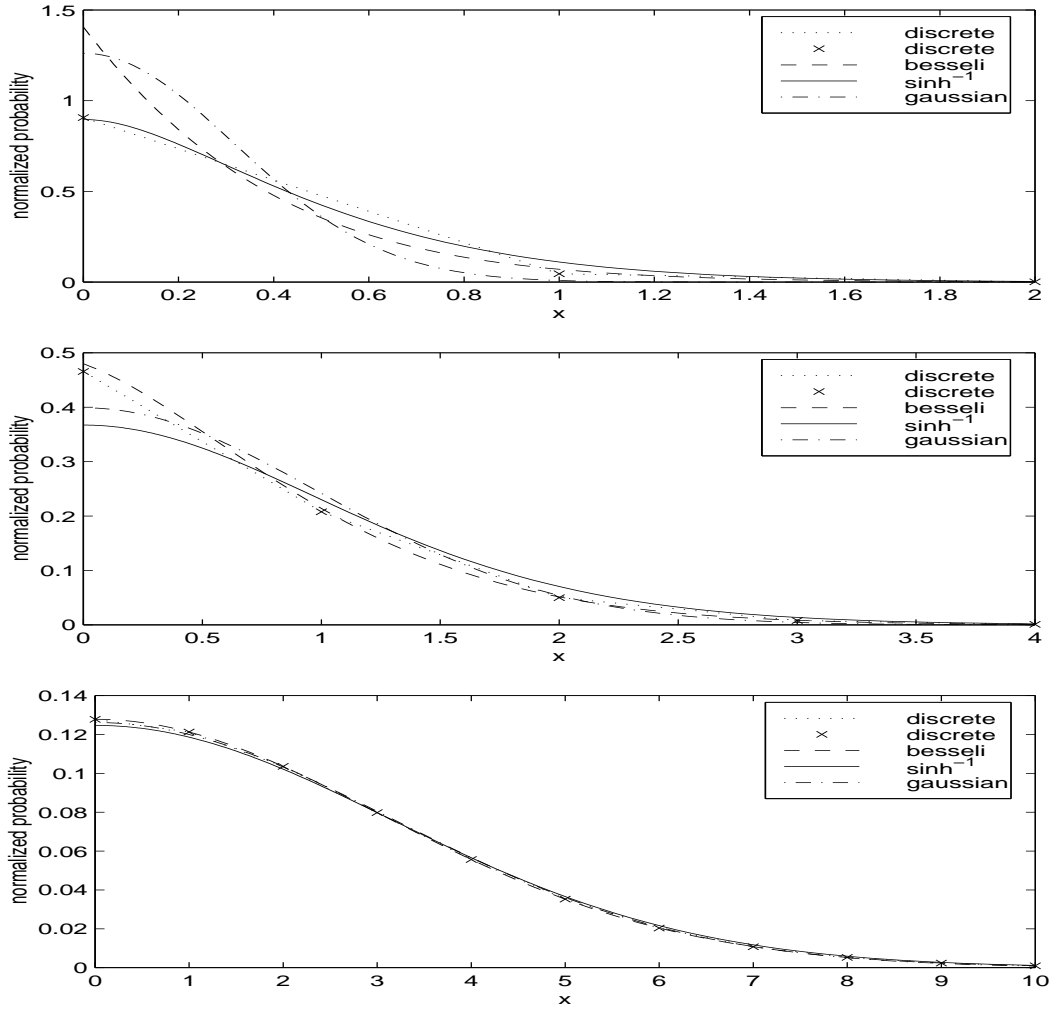 1.5
1
0.5
0
normalized probability
discrete
discrete
besseli
sinh⁻¹
gaussian
0 0.2 0.4 0.6 0.8 1 1.2 1.4 1.6 1.8 2
x
0.5
0.4
0.3
0.2
0.1
0
normalized probability
discrete
discrete
besseli
sinh⁻¹
gaussian
0 0.5 1 1.5 2 2.5 3 3.5 4
x
0.14
0.12
0.1
0.08
0.06
0.04
0.02
0
normalized probability
discrete
discrete
besseli
sinh⁻¹
gaussian
0 1 2 3 4 5 6 7 8 9 10
x